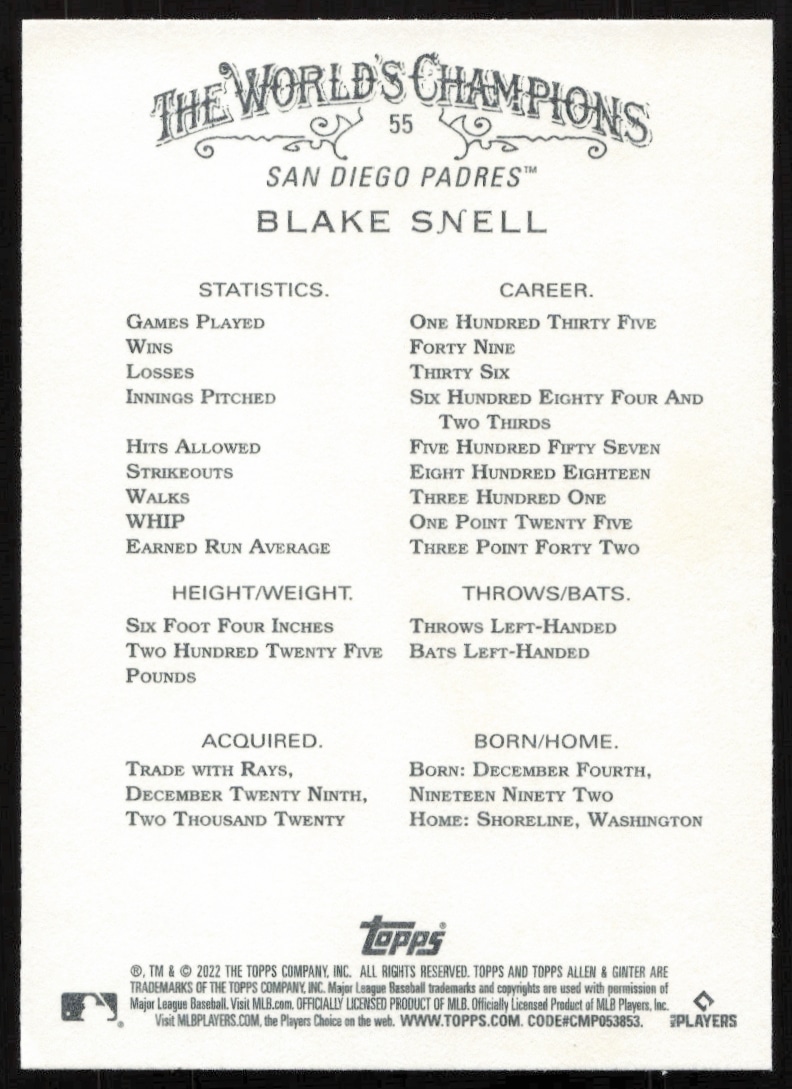 THE WORLD'S CHAMPIONS
55
SAN DIEGO PADRES™
BLAKE SNELL
STATISTICS.
GAMES PLAYED
WINS
LOSSES
INNINGS PITCHED
HITS ALLOWED
STRIKEOUTS
WALKS
WHIP
EARNED RUN AVERAGE
CAREER.
ONE HUNDRED THIRTY FIVE
FORTY NINE
THIRTY SIX
SIX HUNDRED EIGHTY FOUR AND
TWO THIRDS
FIVE HUNDRED FIFTY SEVEN
EIGHT HUNDRED EIGHTEEN
THREE HUNDRED ONE
ONE POINT TWENTY FIVE
THREE POINT FORTY TWO
HEIGHT/WEIGHT.
SIX FOOT FOUR INCHES
TWO HUNDRED TWENTY FIVE
POUNDS
THROWS/BATS.
THROWS LEFT-HANDED
BATS LEFT-HANDED
ACQUIRED.
TRADE WITH RAYS,
DECEMBER TWENTY NINTH,
TWO THOUSAND TWENTY
BORN/HOME.
BORN: DECEMBER FOURTH,
NINETEEN NINETY TWO
HOME: SHORELINE, WASHINGTON
topps®
®, TM & © 2022 THE TOPPS COMPANY, INC. ALL RIGHTS RESERVED. TOPPS AND TOPPS ALLEN & GINTER ARE
TRADEMARKS OF THE TOPPS COMPANY, INC. Major League Baseball trademarks and copyrights are used with permission of
Major League Baseball. Visit MLB.com. OFFICIALLY LICENSED PRODUCT OF MLB. Officially Licensed Product of MLB Players, Inc.
Visit MLBPLAYERS.COM, the Players Choice on the web. WWW.TOPPS.COM. CODE#CMP053853.
MLB PLAYERS